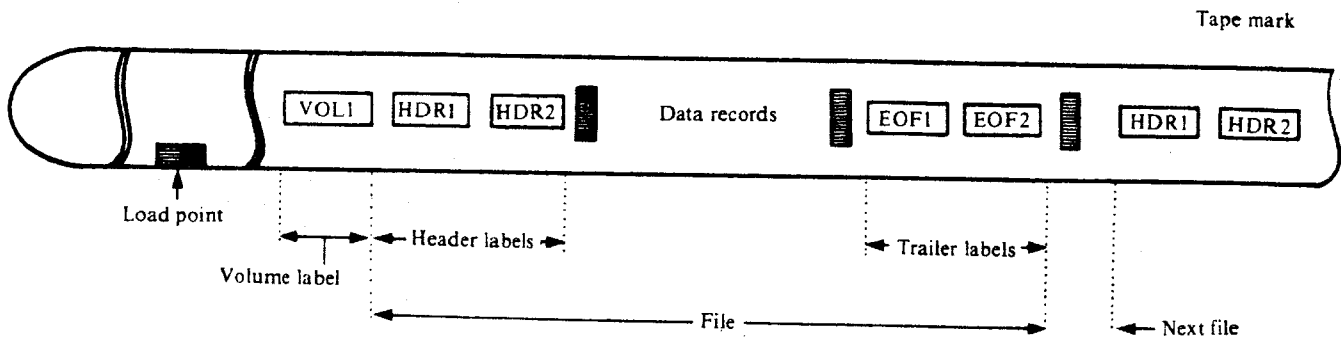 Tape mark
VOL1 HDR1 HDR2 Data records EOF1 EOF2 HDR1 HDR2
Load point
Header labels
Trailer labels
Volume label
File
Next file